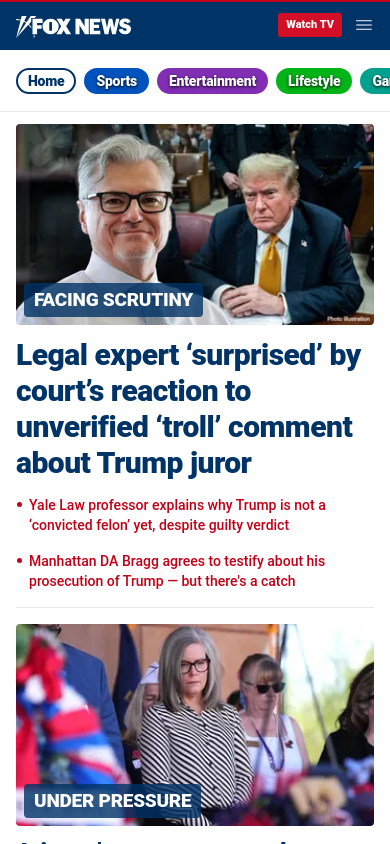 FOX NEWS
Watch TV
Home
Sports
Entertainment
Lifestyle
FACING SCRUTINY
Photo illustration
Legal expert ‘surprised’ by
court’s reaction to
unverified ‘troll’ comment
about Trump juror
• Yale Law professor explains why Trump is not a
‘convicted felon’ yet, despite guilty verdict
• Manhattan DA Bragg agrees to testify about his
prosecution of Trump — but there's a catch
UNDER PRESSURE